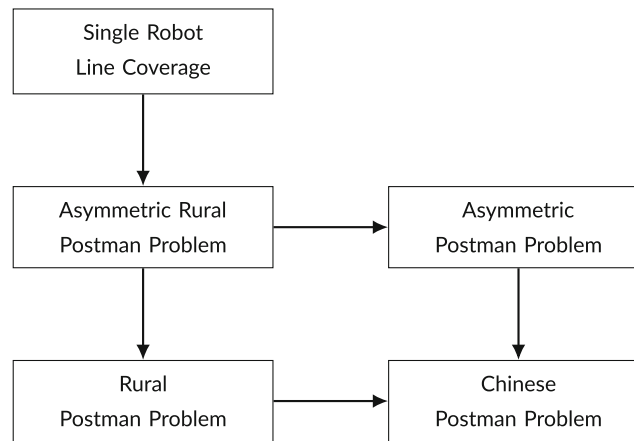 Single Robot
Line Coverage
Asymmetric Rural
Postman Problem
Asymmetric
Postman Problem
Rural
Postman Problem
Chinese
Postman Problem